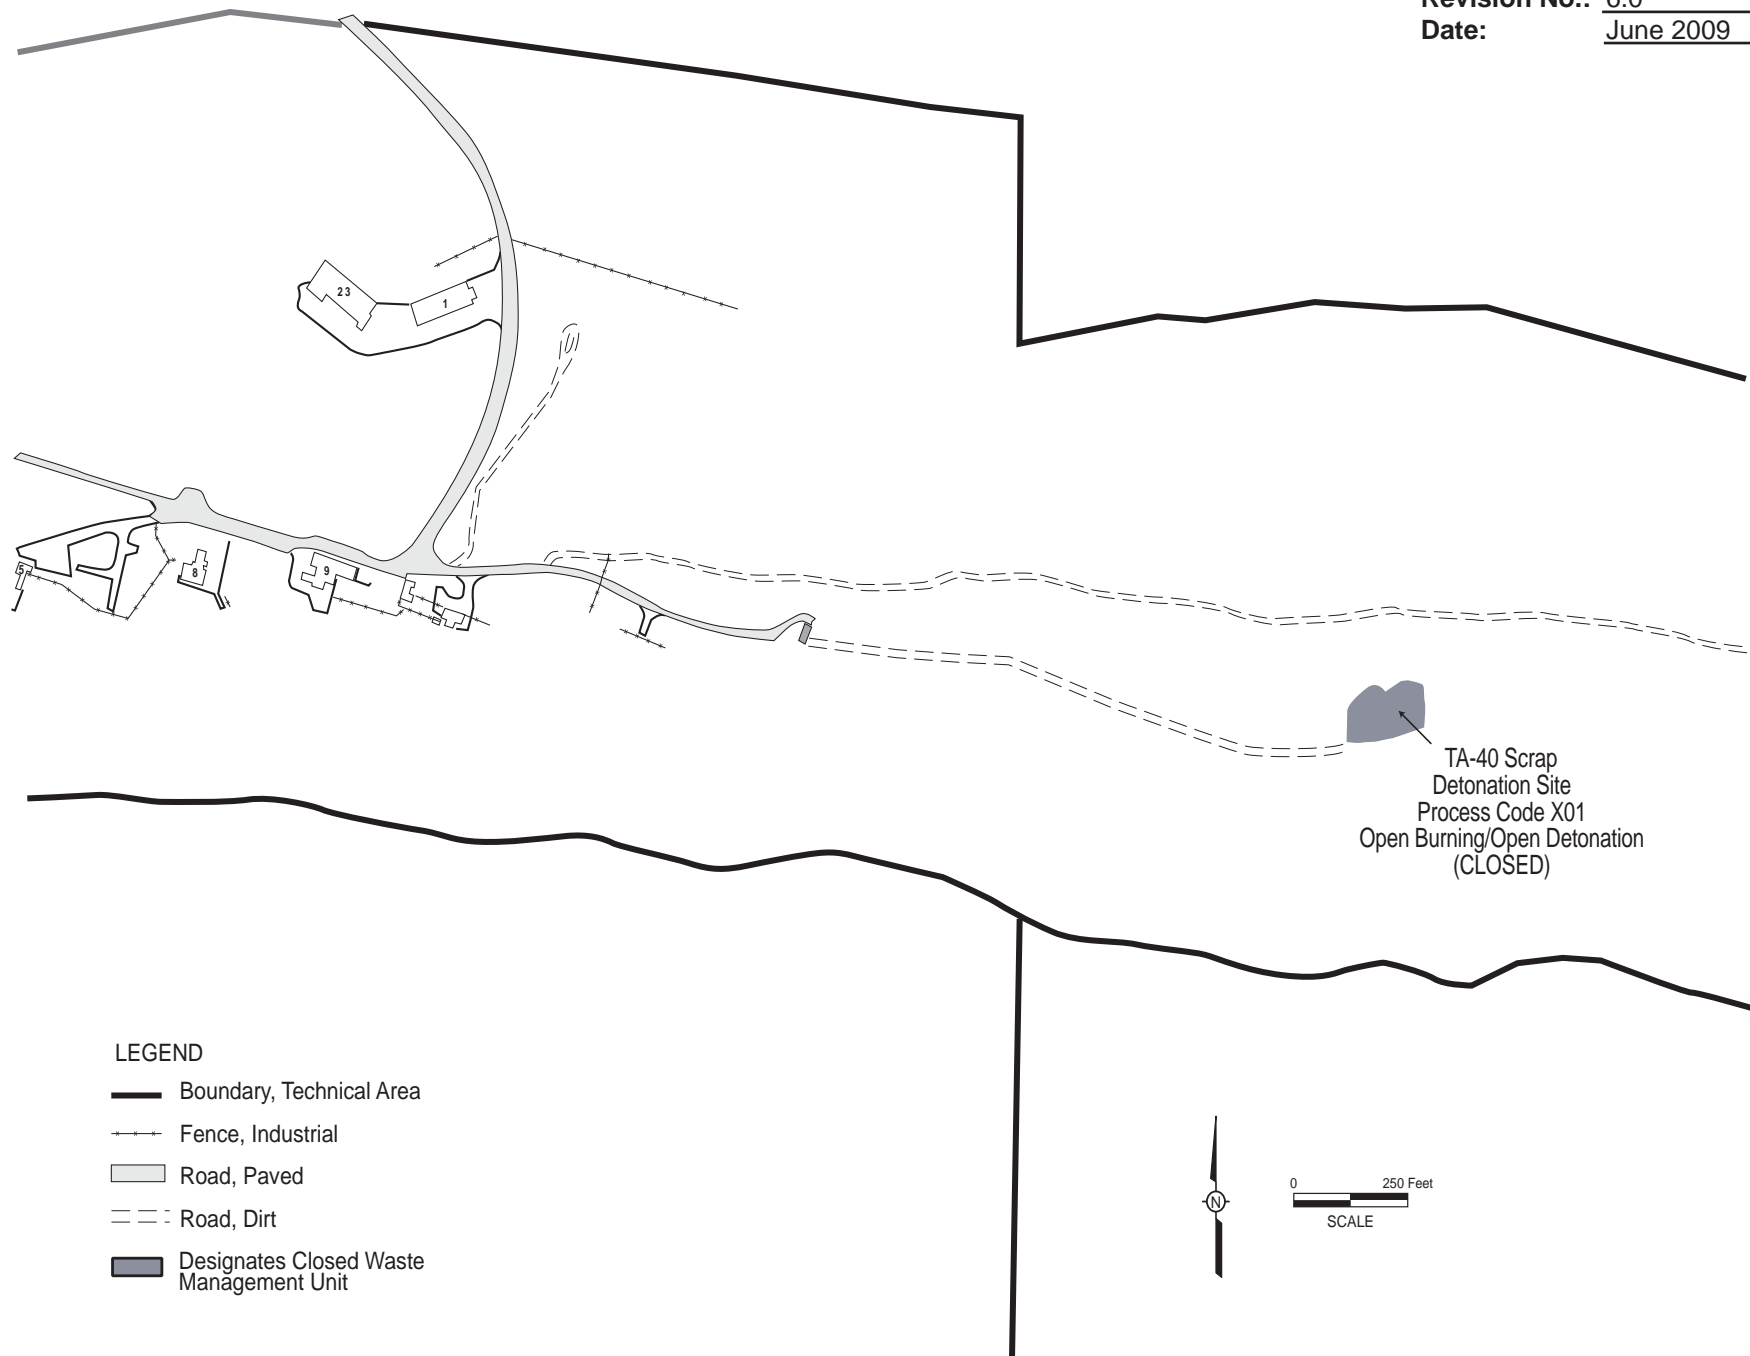 Revision No.: 6.0
Date: June 2009
23
1
5
8
9
TA-40 Scrap
Detonation Site
Process Code X01
Open Burning/Open Detonation
(CLOSED)
LEGEND
Boundary, Technical Area
Fence, Industrial
Road, Paved
Road, Dirt
Designates Closed Waste
Management Unit
N
0 250 Feet
SCALE